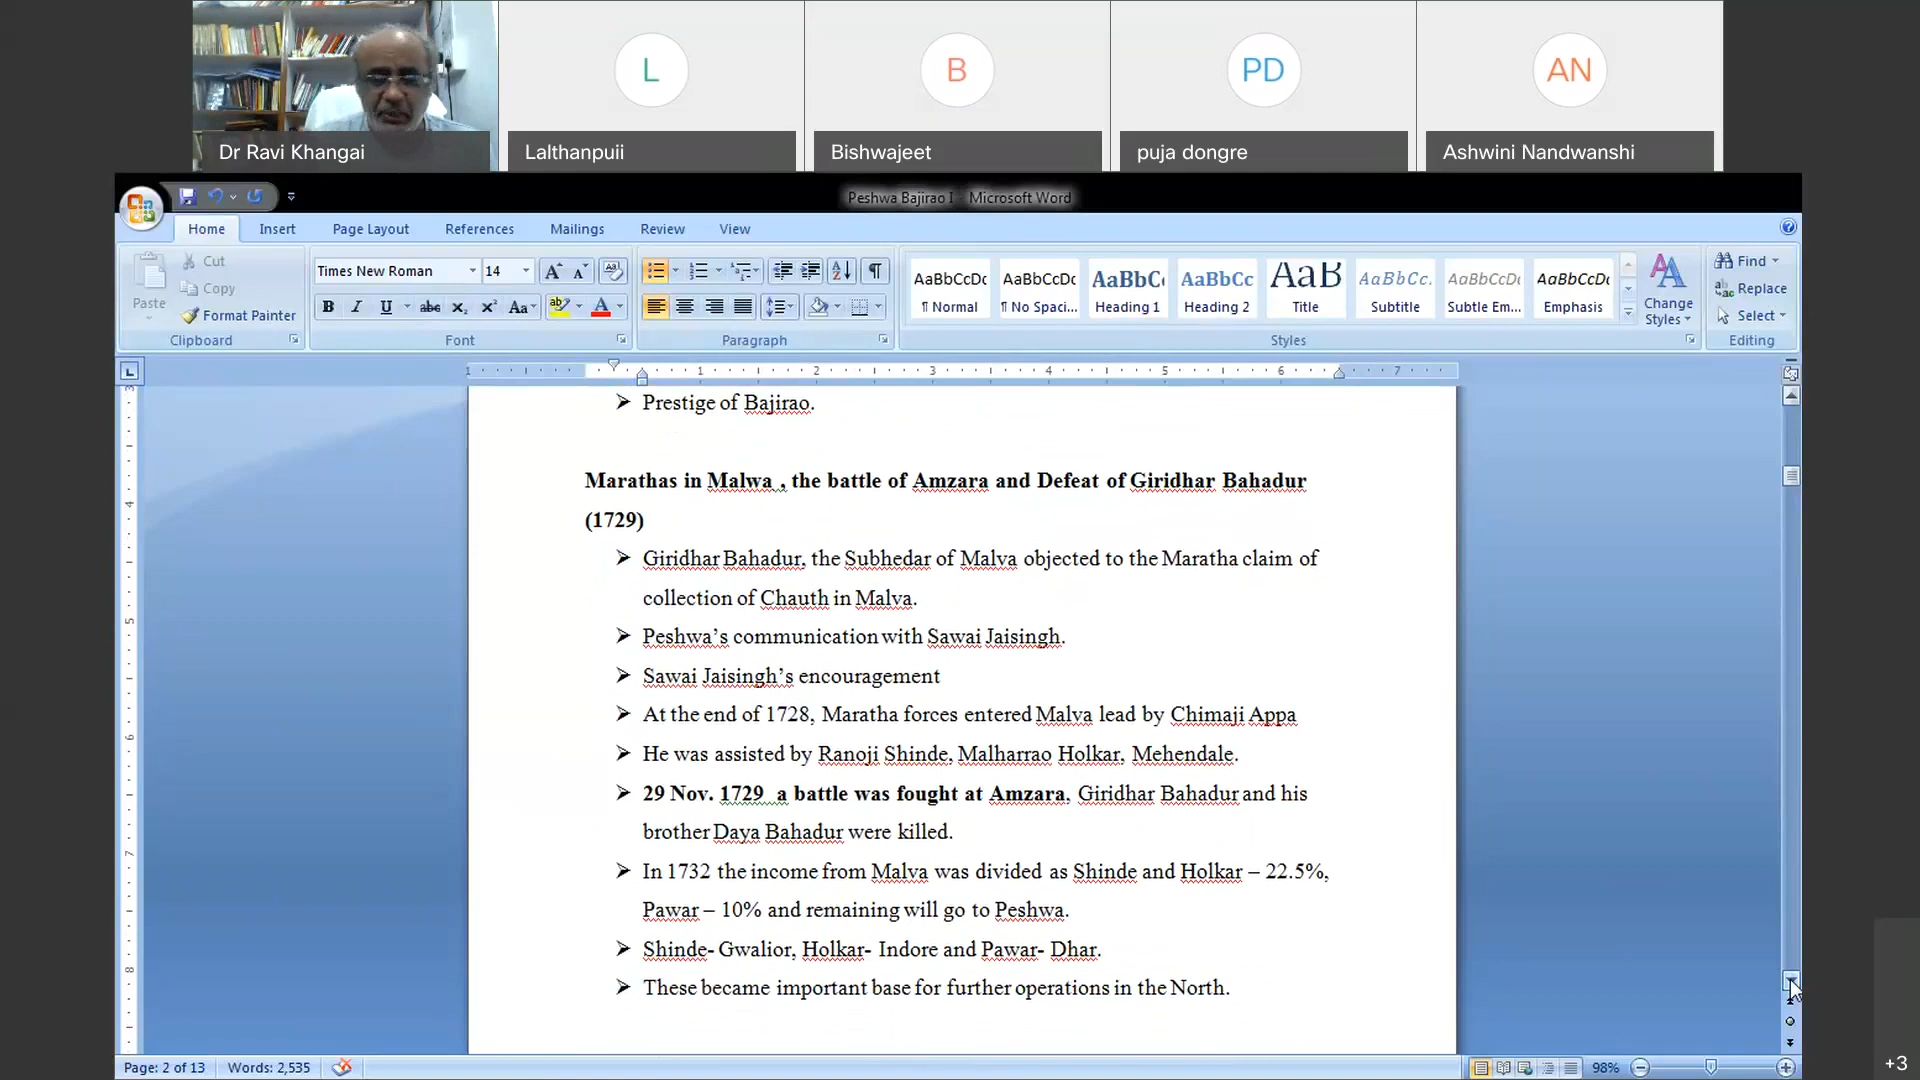 L
B
PD
AN
Dr Ravi Khangai
Lalthanpuii
Bishwajeet
puja dongre
Ashwini Nandwanshi
Peshwa Bajirao I - Microsoft Word
Home Insert Page Layout References Mailings Review View
Cut
Copy
Paste
Format Painter
Clipboard
Times New Roman 14
Font
Paragraph
AaBbCcDc AaBbCcDc AaBbC AaBbCc AaB AaBbCc. AaBbCcDc AaBbCcDc
¶ Normal ¶ No Spaci... Heading 1 Heading 2 Title Subtitle Subtle Em... Emphasis
Change
Styles
Styles
Find
Replace
Select
Editing
1 1 2 3 4 5 6 7
Prestige of Bajirao.
Marathas in Malwa , the battle of Amzara and Defeat of Giridhar Bahadur
(1729)
Giridhar Bahadur, the Subhedar of Malva objected to the Maratha claim of
collection of Chauth in Malva.
Peshwa’s communication with Sawai Jaisingh.
Sawai Jaisingh’s encouragement
At the end of 1728, Maratha forces entered Malva lead by Chimaji Appa
He was assisted by Ranoji Shinde, Malharrao Holkar, Mehendale.
29 Nov. 1729 a battle was fought at Amzara, Giridhar Bahadur and his
brother Daya Bahadur were killed.
In 1732 the income from Malva was divided as Shinde and Holkar – 22.5%,
Pawar – 10% and remaining will go to Peshwa.
Shinde- Gwalior, Holkar- Indore and Pawar- Dhar.
These became important base for further operations in the North.
Page: 2 of 13 Words: 2,535 98%
+3